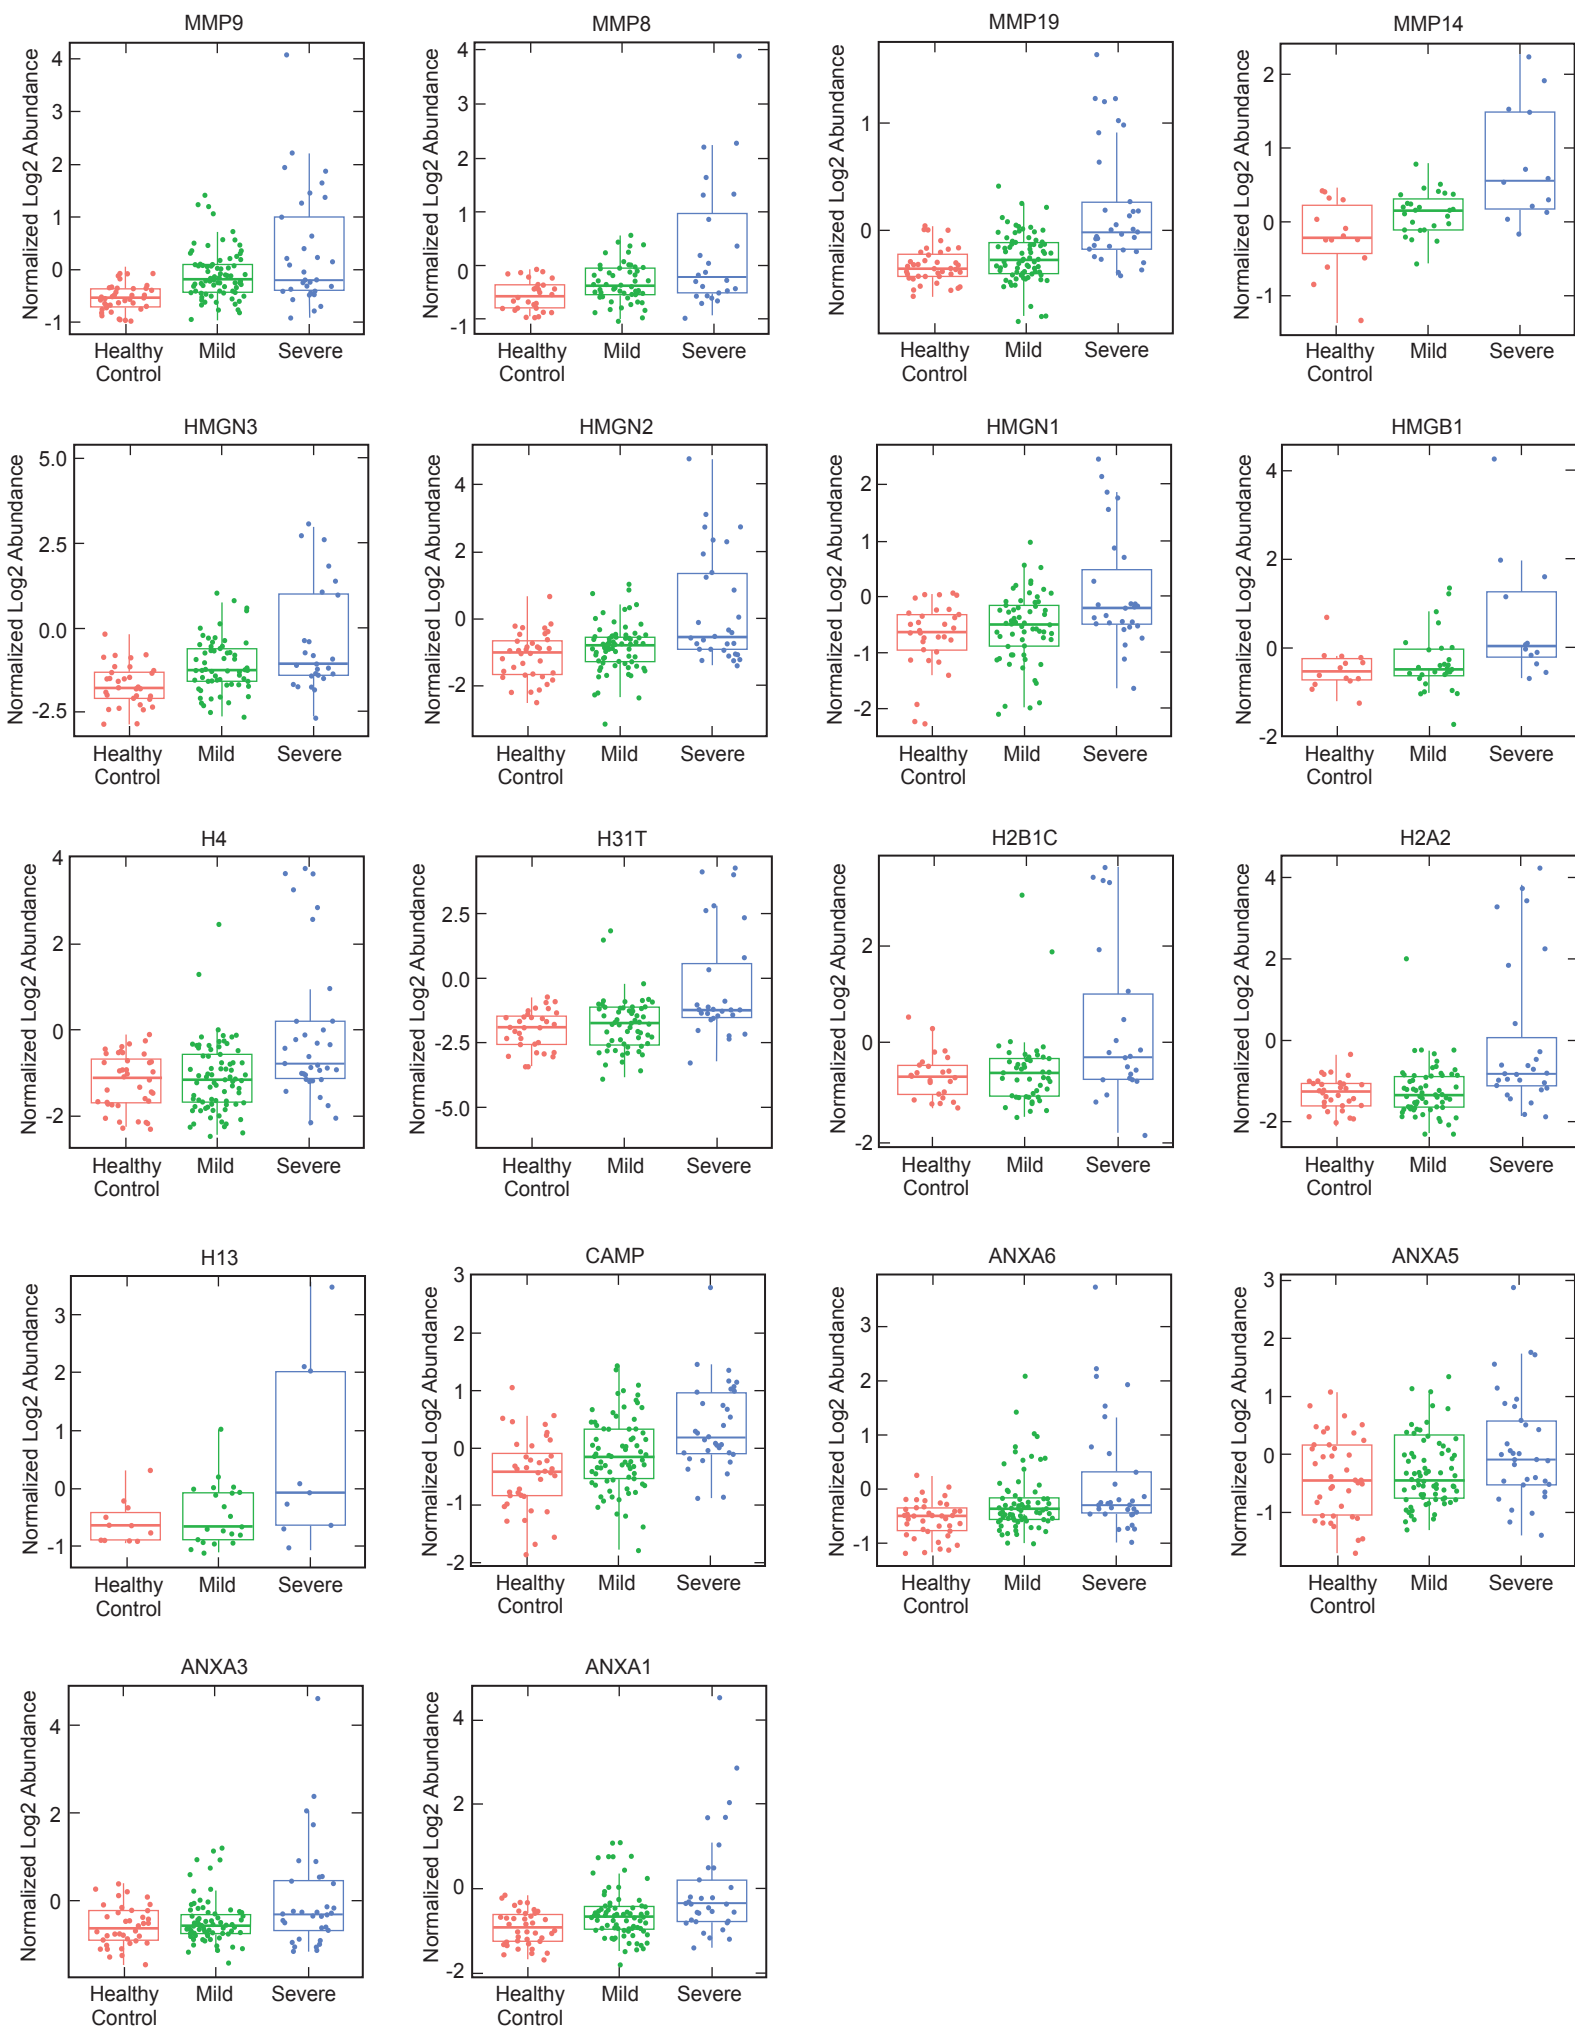 MMP9
MMP8
MMP19
MMP14
Normalized Log2 Abundance
4
3
2
1
0
-1
Healthy
Control
Mild
Severe
Normalized Log2 Abundance
4
3
2
1
0
-1
Healthy
Control
Mild
Severe
Normalized Log2 Abundance
1
0
Healthy
Control
Mild
Severe
Normalized Log2 Abundance
2
1
0
-1
Healthy
Control
Mild
Severe
HMGN3
HMGN2
HMGN1
HMGB1
Normalized Log2 Abundance
5.0
2.5
0.0
-2.5
Healthy
Control
Mild
Severe
Normalized Log2 Abundance
4
2
0
-2
Healthy
Control
Mild
Severe
Normalized Log2 Abundance
2
1
0
-1
-2
Healthy
Control
Mild
Severe
Normalized Log2 Abundance
4
2
0
-2
Healthy
Control
Mild
Severe
H4
H31T
H2B1C
H2A2
Normalized Log2 Abundance
4
2
0
-2
Healthy
Control
Mild
Severe
Normalized Log2 Abundance
2.5
0.0
-2.5
-5.0
Healthy
Control
Mild
Severe
Normalized Log2 Abundance
2
0
-2
Healthy
Control
Mild
Severe
Normalized Log2 Abundance
4
2
0
-2
Healthy
Control
Mild
Severe
H13
CAMP
ANXA6
ANXA5
Normalized Log2 Abundance
3
2
1
0
-1
Healthy
Control
Mild
Severe
Normalized Log2 Abundance
3
2
1
0
-1
-2
Healthy
Control
Mild
Severe
Normalized Log2 Abundance
3
2
1
0
-1
Healthy
Control
Mild
Severe
Normalized Log2 Abundance
3
2
1
0
-1
Healthy
Control
Mild
Severe
ANXA3
ANXA1
Normalized Log2 Abundance
4
2
0
Healthy
Control
Mild
Severe
Normalized Log2 Abundance
4
2
0
-2
Healthy
Control
Mild
Severe